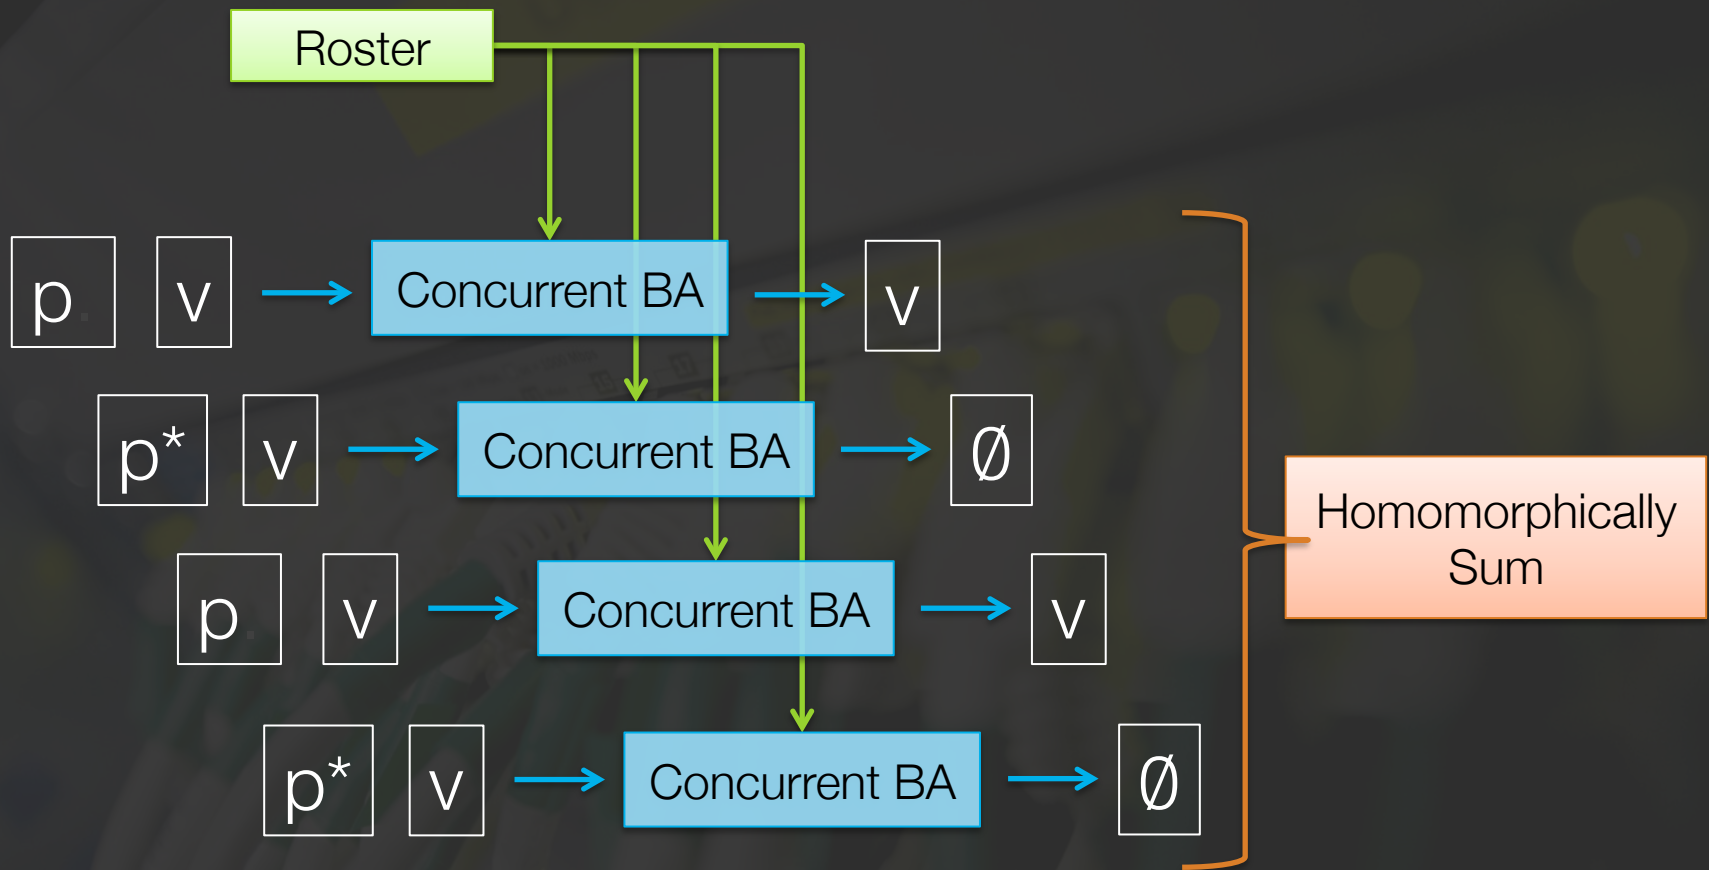 Roster
p. v Concurrent BA v
p* v Concurrent BA Ø
p. v Concurrent BA v
p* v Concurrent BA Ø
Homomorphically
Sum